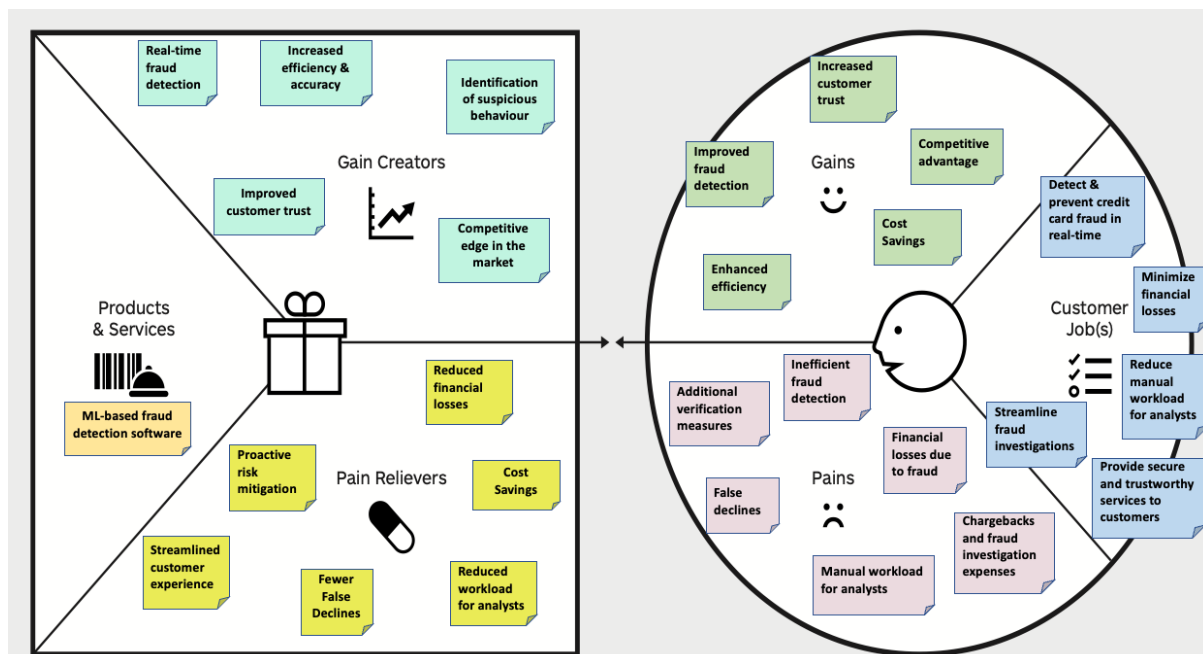 Real-time
fraud
detection
Increased
efficiency &
accuracy
Identification
of suspicious
behaviour
Gain Creators
Improved
customer trust
Competitive
edge in the
market
Products
& Services
ML-based fraud
detection software
Reduced
financial
losses
Proactive
risk
mitigation
Pain Relievers
Cost
Savings
Streamlined
customer
experience
Fewer
False
Declines
Reduced
workload
for analysts
Increased
customer
trust
Improved
fraud
detection
Gains
Competitive
advantage
Cost
Savings
Enhanced
efficiency
Detect &
prevent credit
card fraud in
real-time
Minimize
financial
losses
Customer
Job(s)
Reduce
manual
workload
for analysts
Streamline
fraud
investigations
Provide secure
and trustworthy
services to
customers
Inefficient
fraud
detection
Additional
verification
measures
Financial
losses due
to fraud
False
declines
Pains
Chargebacks
and fraud
investigation
expenses
Manual workload
for analysts